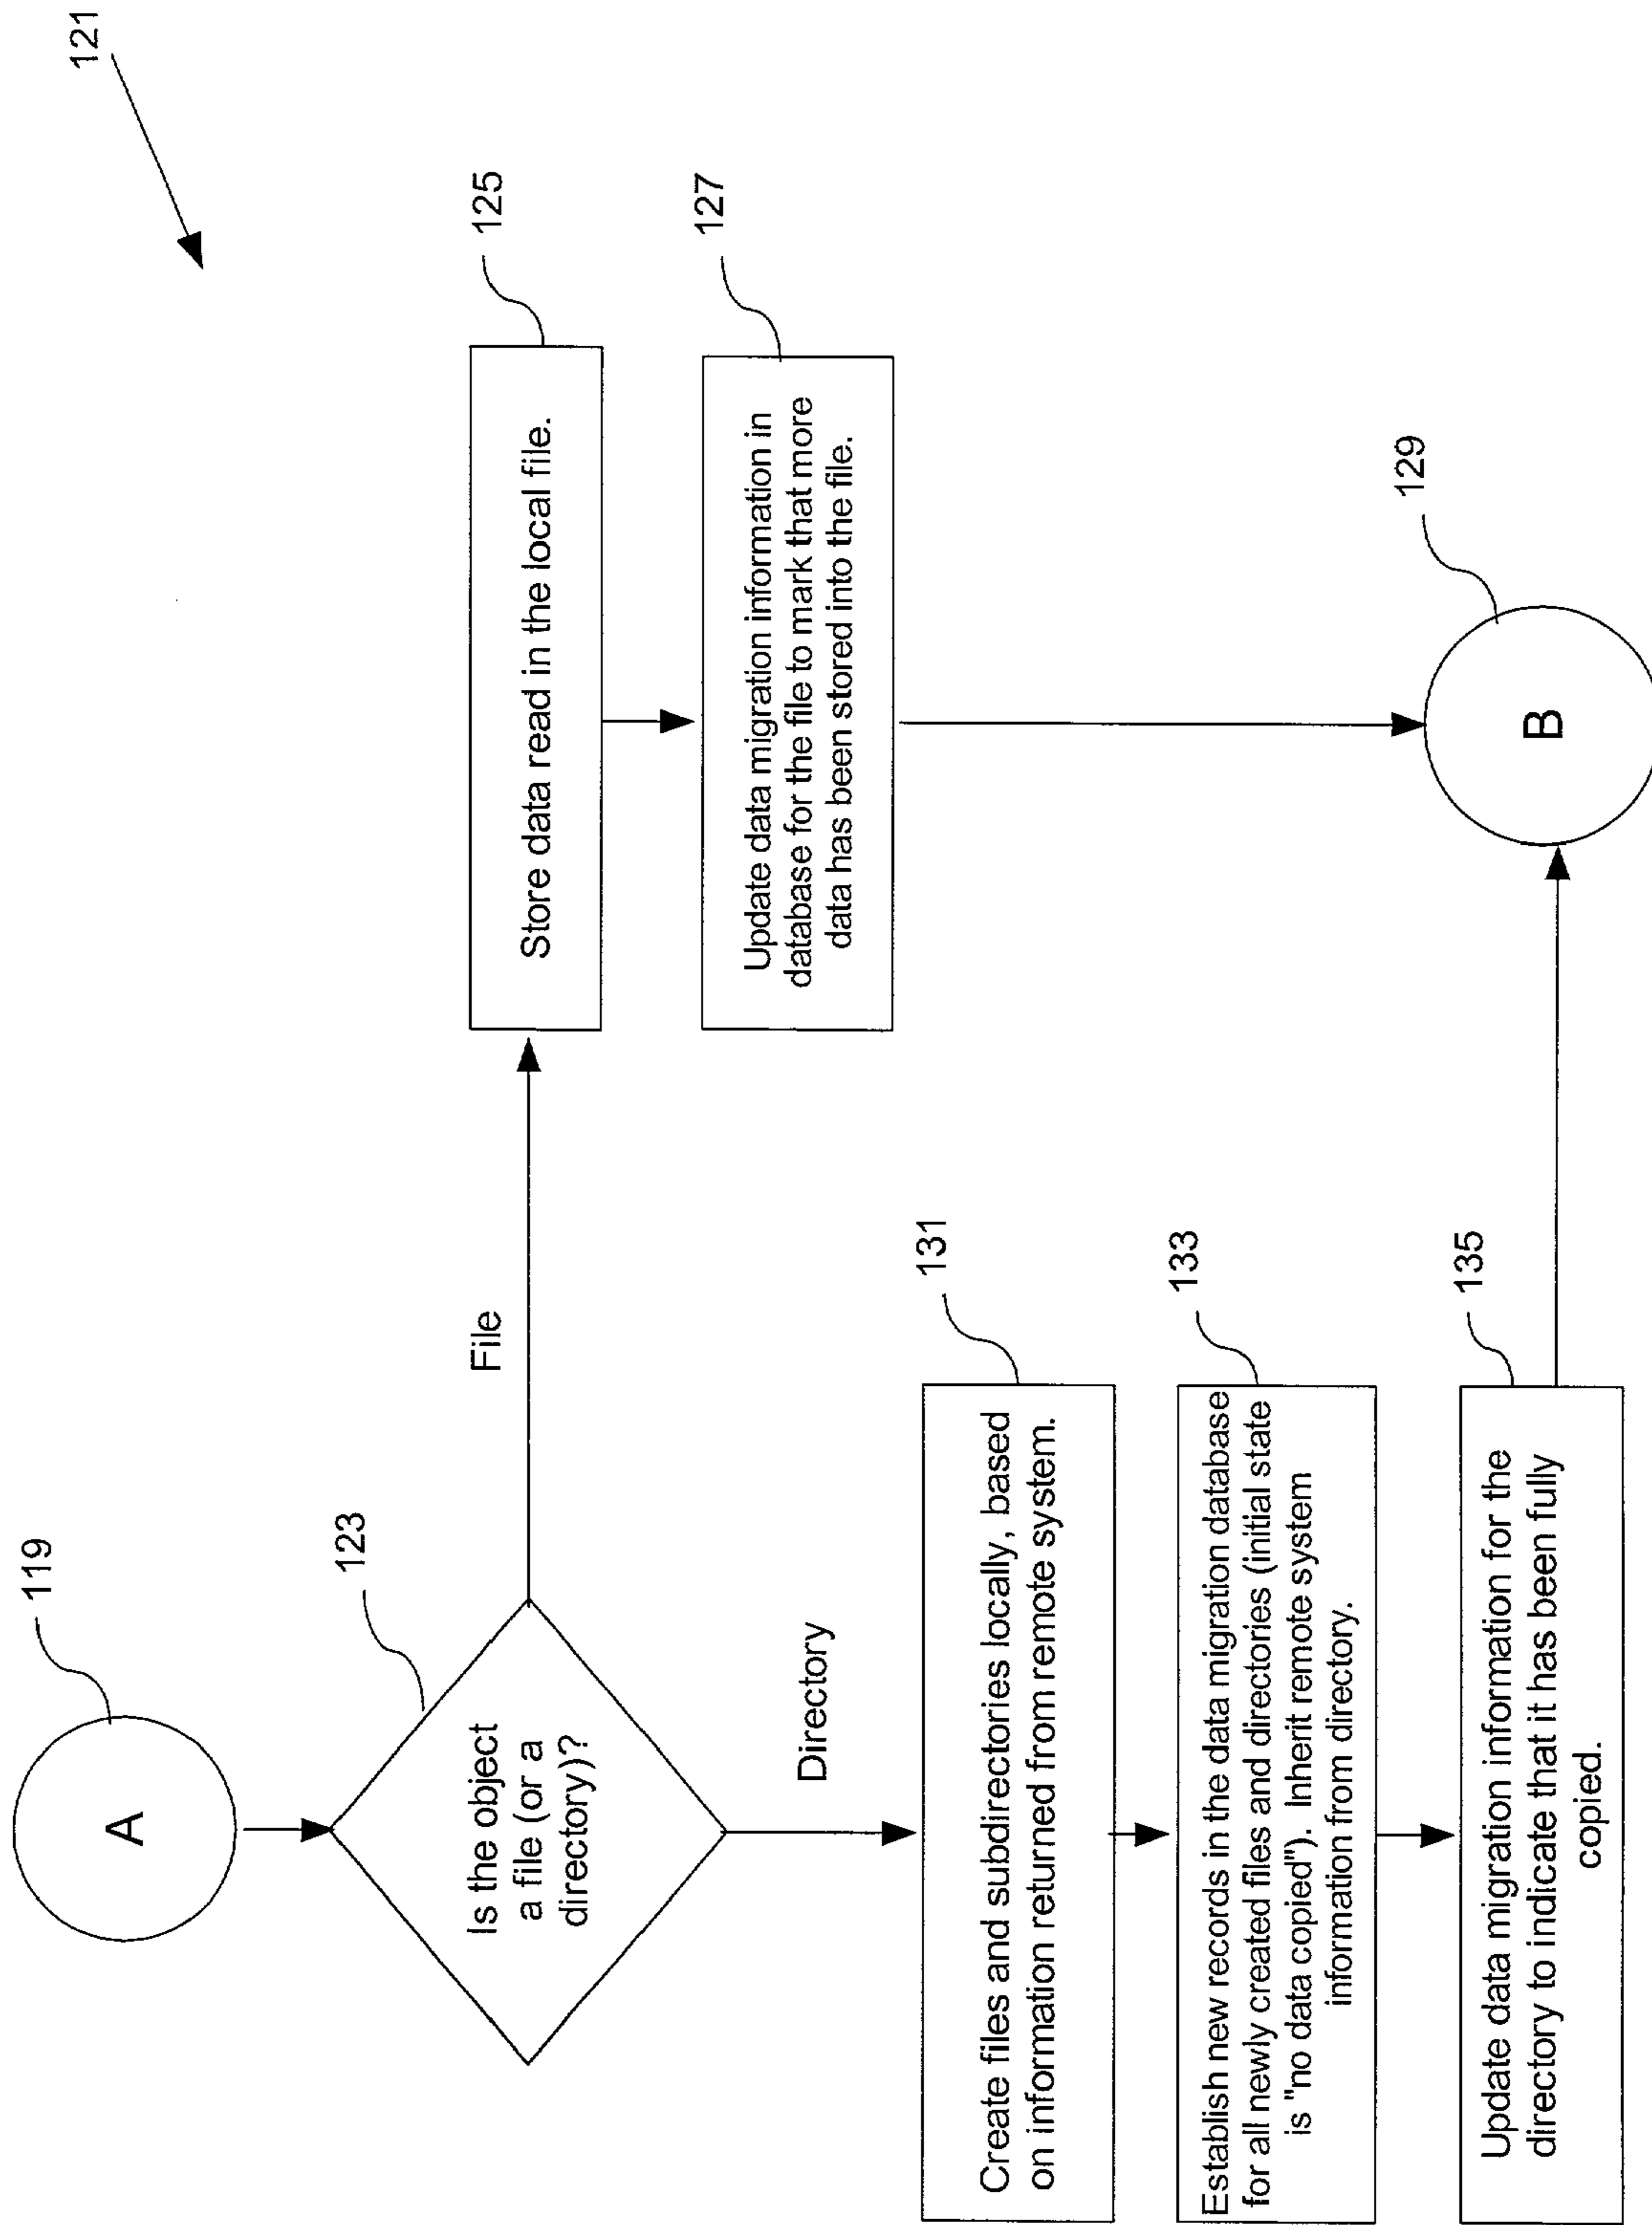 121
A
119
Is the object
a file (or a
directory)?
123
File
Store data read in the local file.
125
Update data migration information in
database for the file to mark that more
data has been stored into the file.
127
Directory
Create files and subdirectories locally, based
on information returned from remote system.
131
Establish new records in the data migration database
for all newly created files and directories (initial state
is "no data copied"). Inherit remote system
information from directory.
133
Update data migration information for the
directory to indicate that it has been fully
copied.
135
B
129